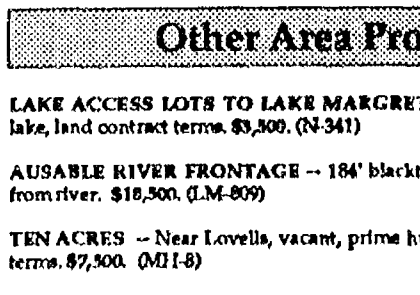 Other Area Pro
LAKE ACCESS LOTS TO LAKE MARGRE
lake, land contract terms. $3,500. (N-341)
AUSABLE RIVER FRONTAGE -- 184' blackt
from river. $18,500. (LM-809)
TEN ACRES -- Near Lovells, vacant, prime h
terms. $7,500. (MH-8)